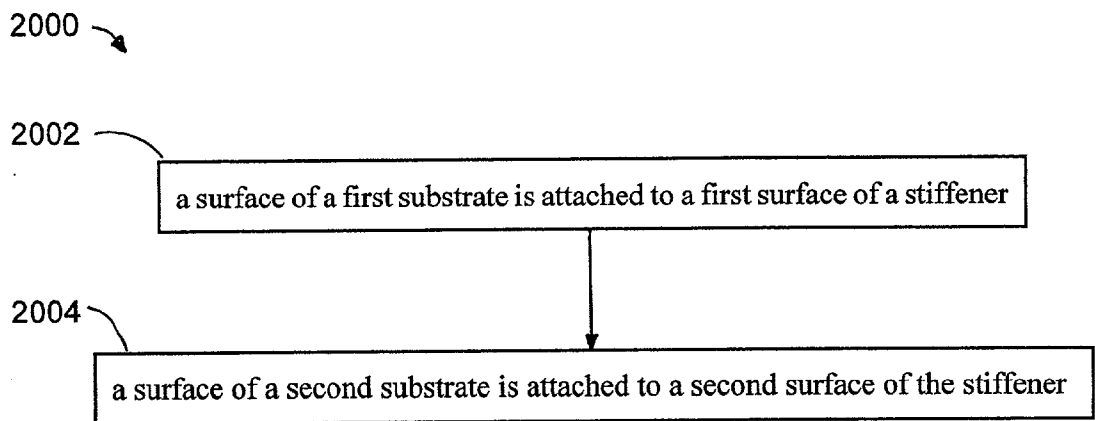 2000
2002
a surface of a first substrate is attached to a first surface of a stiffener
2004
a surface of a second substrate is attached to a second surface of the stiffener